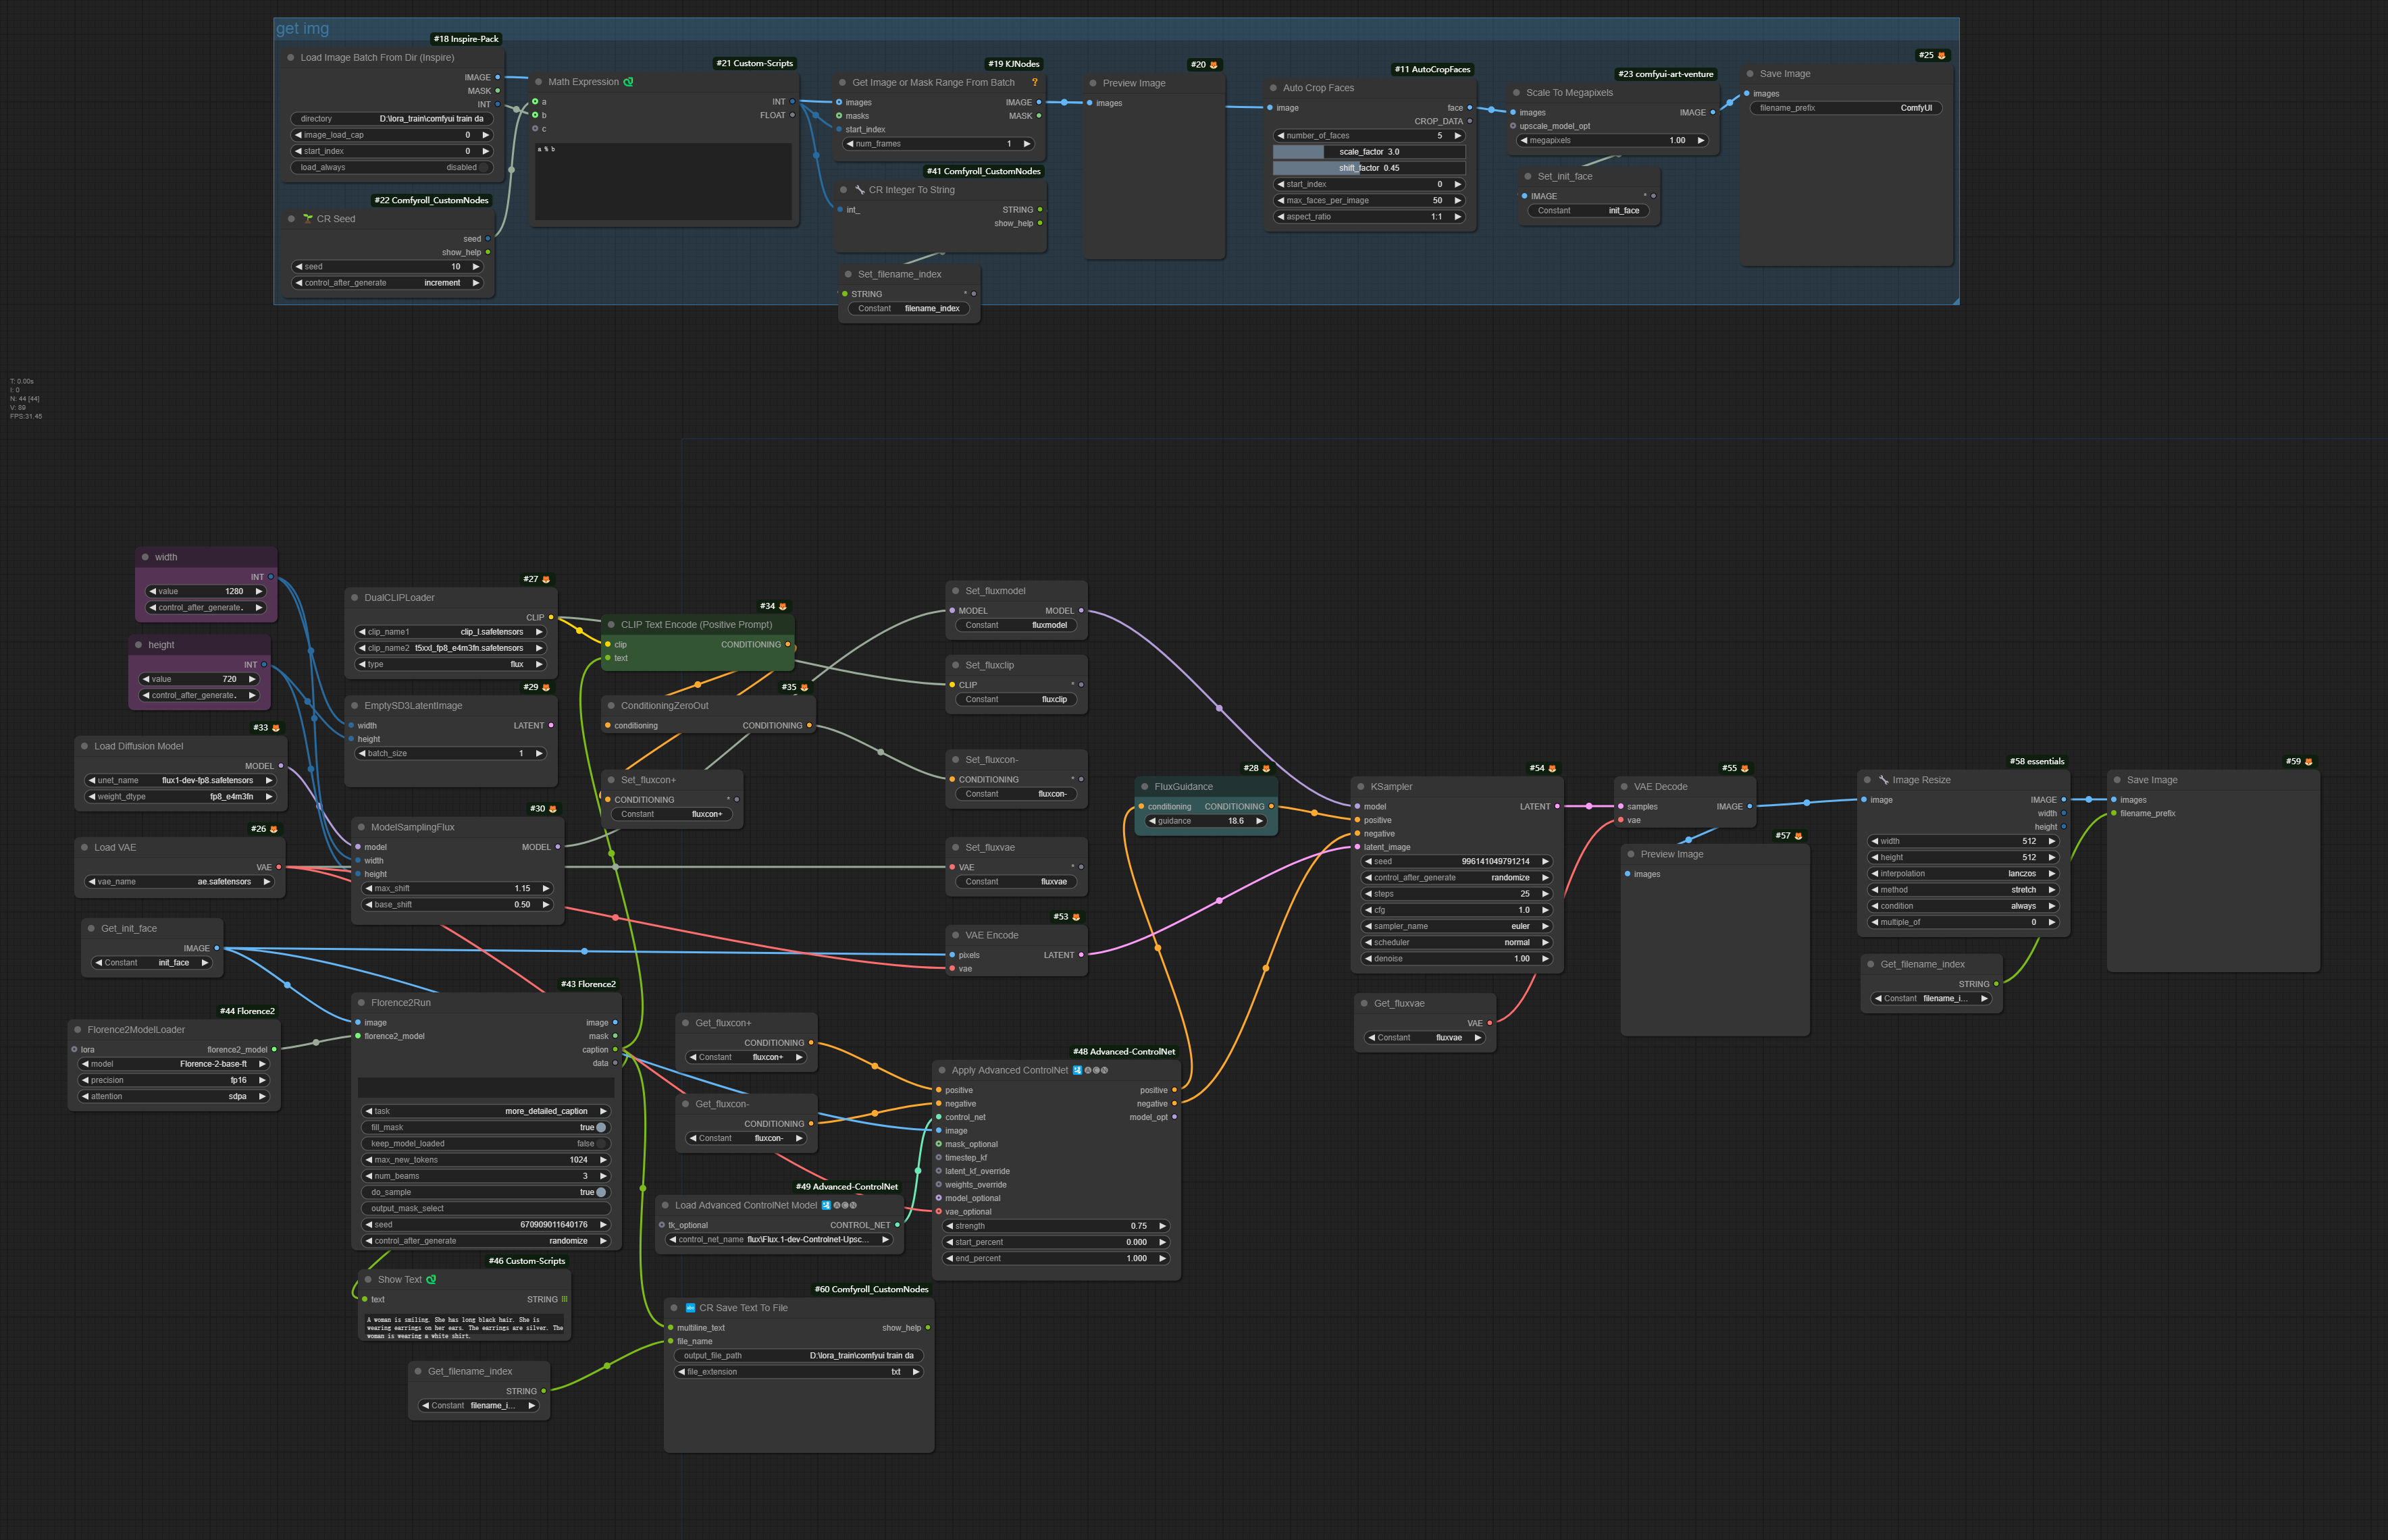 get img
#18 Inspire-Pack
Load Image Batch From Dir (Inspire)
IMAGE
MASK
INT
directory D:\lora_train\comfyui train da
image_load_cap 0
start_index 0
load_always disabled
#22 Comfyroll_CustomNodes
CR Seed
seed
show_help
seed 10
control_after_generate increment
#21 Custom-Scripts
Math Expression
a INT
b FLOAT
c
a % b
#19 KJNodes
Get Image or Mask Range From Batch ?
images IMAGE
masks MASK
start_index
num_frames 1
#41 Comfyroll_CustomNodes
CR Integer To String
int_ STRING
show_help
Set_filename_index
STRING *
Constant filename_index
#20
Preview Image
images
#11 AutoCropFaces
Auto Crop Faces
image face
CROP_DATA
number_of_faces 5
scale_factor 3.0
shift_factor 0.45
start_index 0
max_faces_per_image 50
aspect_ratio 1:1
#23 comfyui-art-venture
Scale To Megapixels
images IMAGE
upscale_model_opt
megapixels 1.00
Set_init_face
IMAGE *
Constant init_face
#25
Save Image
images
filename_prefix ComfyUI
T: 0.00s
I: 0
N: 44 [44]
V: 89
FPS:31.45
width
INT
value 1280
control_after_generate.
height
INT
value 720
control_after_generate.
#33
Load Diffusion Model
MODEL
unet_name flux1-dev-fp8.safetensors
weight_dtype fp8_e4m3fn
#26
Load VAE
VAE
vae_name ae.safetensors
Get_init_face
IMAGE
Constant init_face
#44 Florence2
Florence2ModelLoader
lora florence2_model
model Florence-2-base-ft
precision fp16
attention sdpa
#27
DualCLIPLoader
CLIP
clip_name1 clip_l.safetensors
clip_name2 t5xxl_fp8_e4m3fn.safetensors
type flux
#29
EmptySD3LatentImage
width LATENT
height
batch_size 1
#30
ModelSamplingFlux
model MODEL
width
height
max_shift 1.15
base_shift 0.50
#43 Florence2
Florence2Run
image image
florence2_model mask
caption
data
task more_detailed_caption
fill_mask true
keep_model_loaded false
max_new_tokens 1024
num_beams 3
do_sample true
output_mask_select
seed 670909011640176
control_after_generate randomize
#46 Custom-Scripts
Show Text
text STRING
A woman is smiling. She has long black hair. She is
wearing earrings on her ears. The earrings are silver. The
woman is wearing a white shirt.
Get_filename_index
STRING
Constant filename_i...
#34
CLIP Text Encode (Positive Prompt)
clip CONDITIONING
text
#35
ConditioningZeroOut
conditioning CONDITIONING
Set_fluxcon+
CONDITIONING *
Constant fluxcon+
Set_fluxmodel
MODEL MODEL
Constant fluxmodel
Set_fluxclip
CLIP *
Constant fluxclip
Set_fluxcon-
CONDITIONING *
Constant fluxcon-
Set_fluxvae
VAE *
Constant fluxvae
#53
VAE Encode
pixels LATENT
vae
Get_fluxcon+
CONDITIONING
Constant fluxcon+
Get_fluxcon-
CONDITIONING
Constant fluxcon-
#49 Advanced-ControlNet
Load Advanced ControlNet Model
tk_optional CONTROL_NET
control_net_name flux\Flux.1-dev-Controlnet-Upsc...
#60 Comfyroll_CustomNodes
CR Save Text To File
multiline_text show_help
file_name
output_file_path D:\lora_train\comfyui train da
file_extension txt
#48 Advanced-ControlNet
Apply Advanced ControlNet
positive positive
negative negative
control_net model_opt
image
mask_optional
timestep_kf
latent_kf_override
weights_override
model_optional
vae_optional
strength 0.75
start_percent 0.000
end_percent 1.000
#28
FluxGuidance
conditioning CONDITIONING
guidance 18.6
#54
KSampler
model LATENT
positive
negative
latent_image
seed 996141049791214
control_after_generate randomize
steps 25
cfg 1.0
sampler_name euler
scheduler normal
denoise 1.00
Get_fluxvae
VAE
Constant fluxvae
#55
VAE Decode
samples IMAGE
vae
#57
Preview Image
images
#58 essentials
Image Resize
image IMAGE
width
height
width 512
height 512
interpolation lanczos
method stretch
condition always
multiple_of 0
Get_filename_index
STRING
Constant filename_i...
#59
Save Image
images
filename_prefix